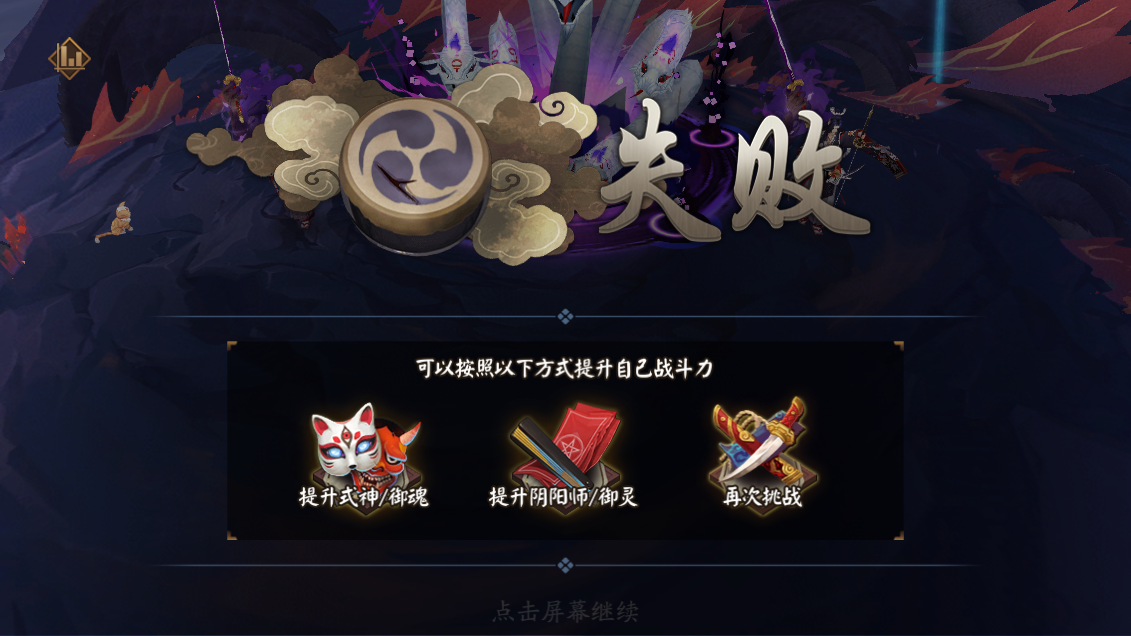 失败
可以按照以下方式提升自己战斗力
提升式神/御魂
提升阴阳师/御灵
再次挑战
点击屏幕继续